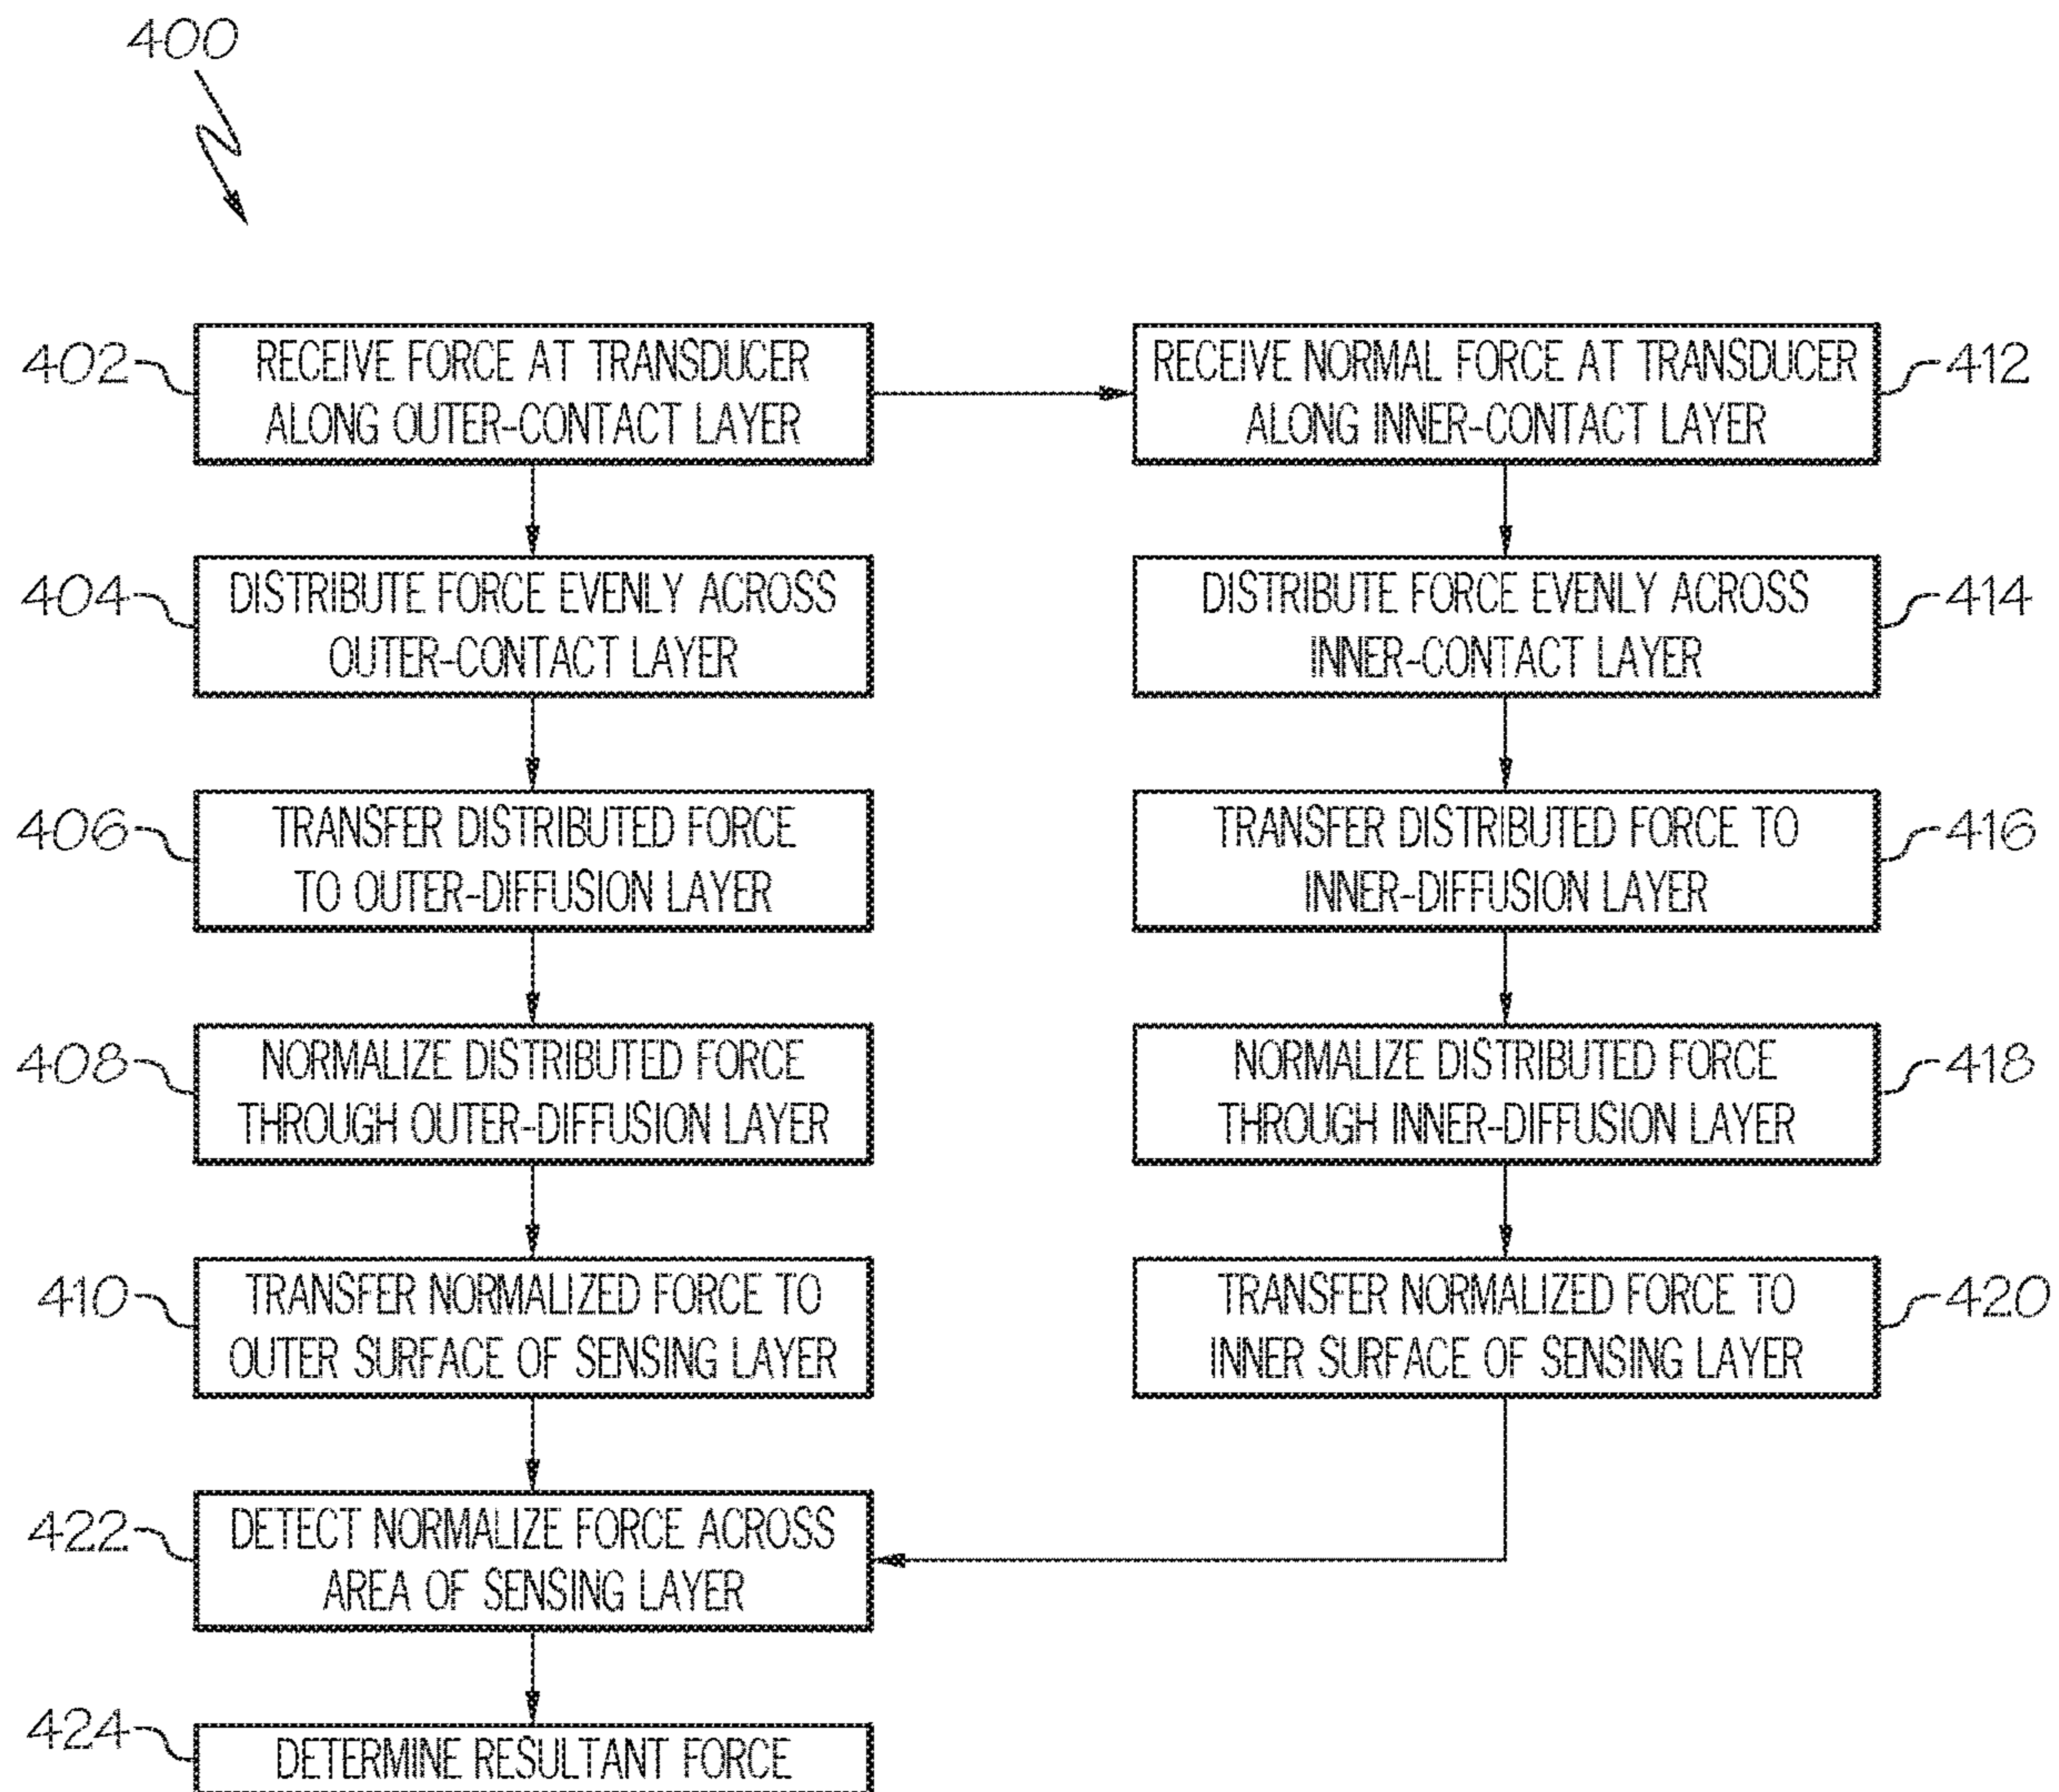 400
402
RECEIVE FORCE AT TRANSDUCER
ALONG OUTER-CONTACT LAYER
RECEIVE NORMAL FORCE AT TRANSDUCER
ALONG INNER-CONTACT LAYER
412
404
DISTRIBUTE FORCE EVENLY ACROSS
OUTER-CONTACT LAYER
DISTRIBUTE FORCE EVENLY ACROSS
INNER-CONTACT LAYER
414
406
TRANSFER DISTRIBUTED FORCE
TO OUTER-DIFFUSION LAYER
TRANSFER DISTRIBUTED FORCE TO
INNER-DIFFUSION LAYER
416
408
NORMALIZE DISTRIBUTED FORCE
THROUGH OUTER-DIFFUSION LAYER
NORMALIZE DISTRIBUTED FORCE
THROUGH INNER-DIFFUSION LAYER
418
410
TRANSFER NORMALIZED FORCE TO
OUTER SURFACE OF SENSING LAYER
TRANSFER NORMALIZED FORCE TO
INNER SURFACE OF SENSING LAYER
420
422
DETECT NORMALIZE FORCE ACROSS
AREA OF SENSING LAYER
424
DETERMINE RESULTANT FORCE